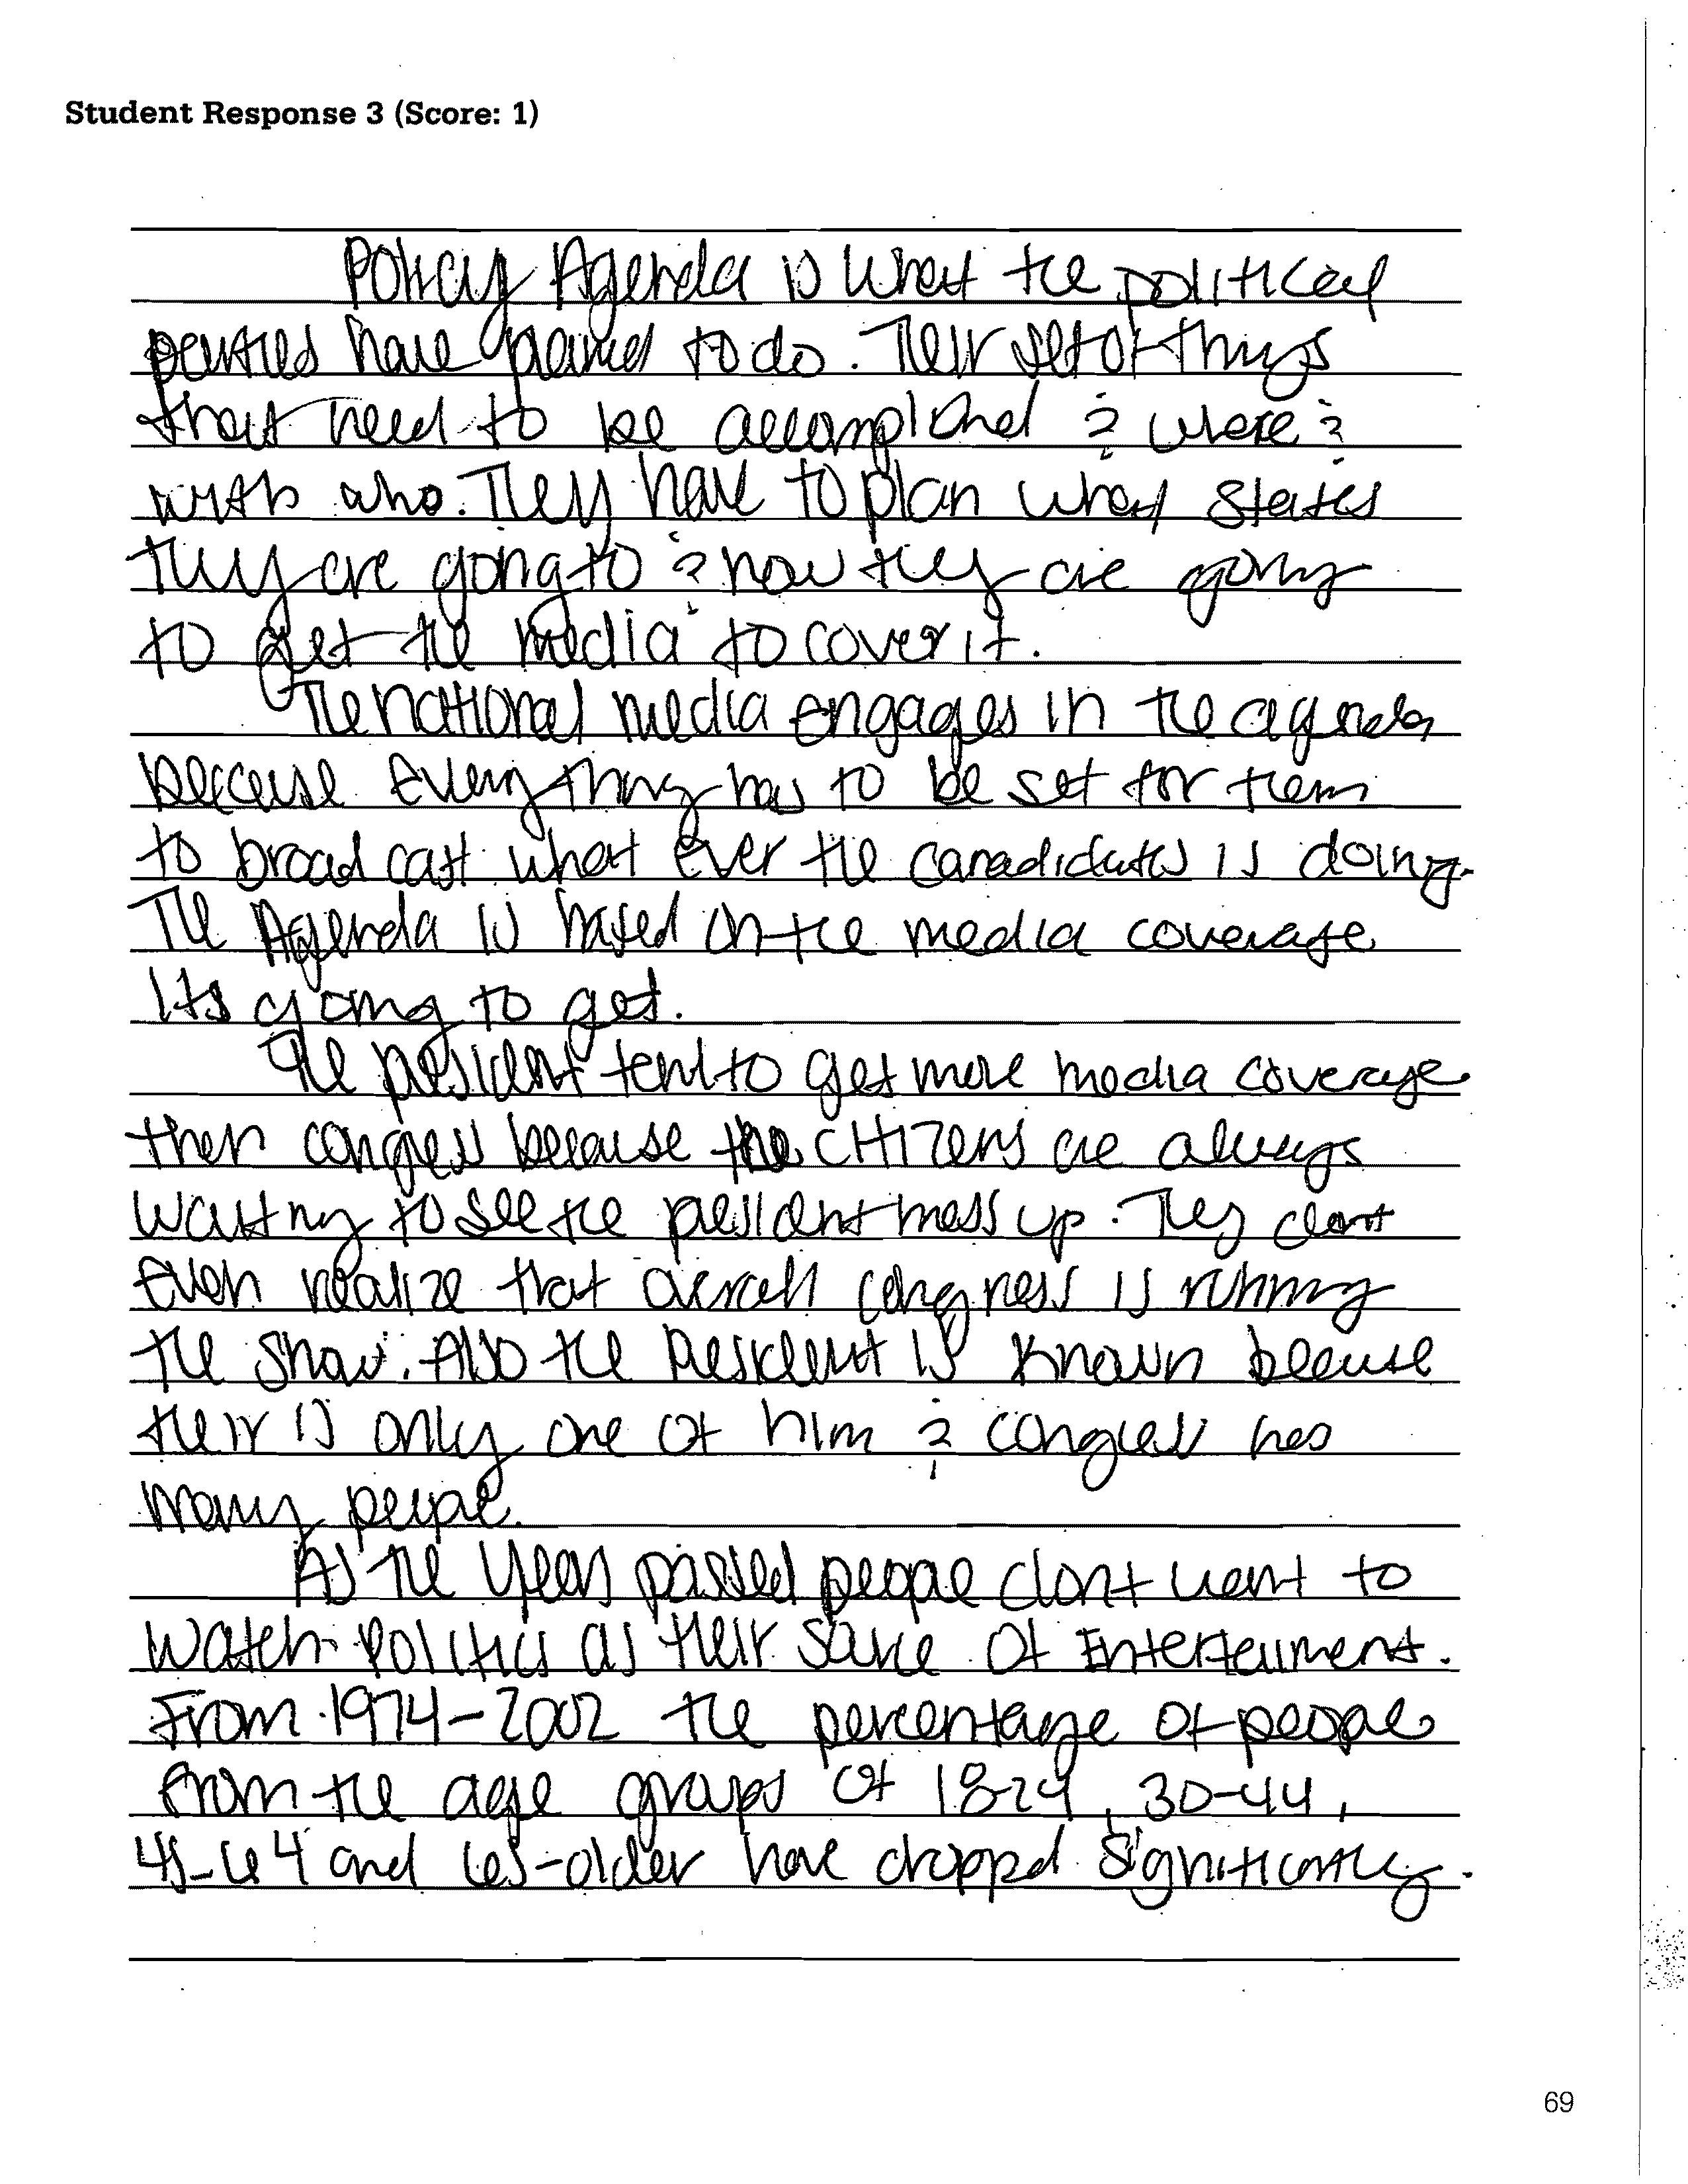 Student Response 3 (Score: 1)
Policy Agenda is what the political
parties have planed to do. Their set of things
that need to be accomplished & where &
with who. They have to plan what states
they are going to & how they are going
to get the media to cover it.
The national media engages in the agenda
because everything has to be set for them
to broad cast what ever the canadidates is doing.
The Agenda is based on the media coverage
its going to get.
The president tend to get more media coverage
then congress because the citizens are always
waiting to see the president mess up. They dont
even realize that overall congress is running
the show. Also the President is known because
their is only one of him & congress has
many people.
As the years passed people dont want to
watch politics as their source of entertainment.
From 1974-2002 the percentage of people
from the age groups of 18-29, 30-44,
45-64 and 65-older have dropped significantly.
69